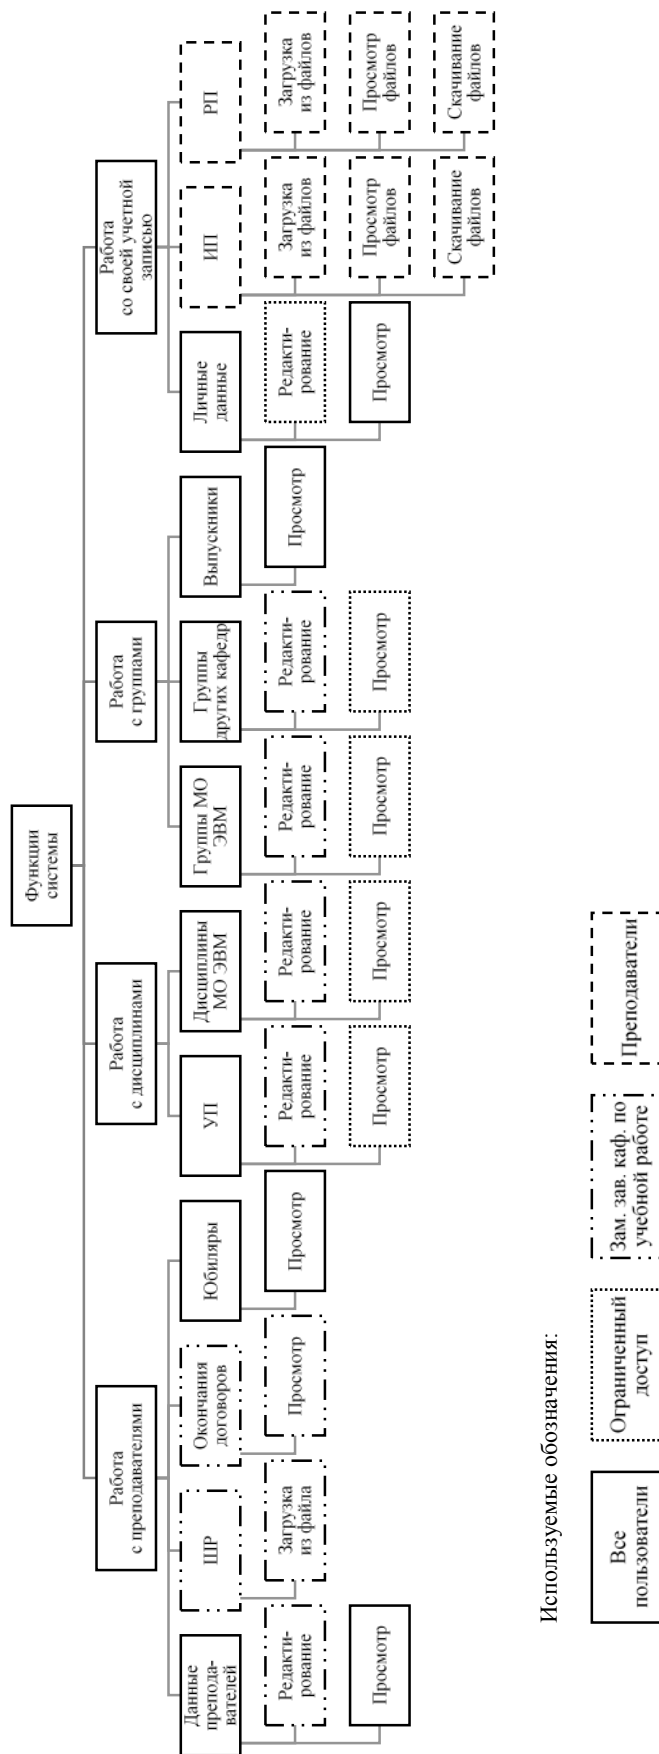 Функции
системы
Работа
с преподавателями
Работа
с дисциплинами
Работа
с группами
Работа
со своей учетной
записью
Данные
препода-
вателей
ШР
Окончания
договоров
Юбиляры
УП
Дисциплины
МО ЭВМ
Группы МО
ЭВМ
Группы
других кафедр
Выпускники
Личные
данные
ИП
РП
Редакти-
рование
Загрузка
из файла
Просмотр
Просмотр
Редакти-
рование
Редакти-
рование
Редакти-
рование
Редакти-
рование
Просмотр
Редакти-
рование
Загрузка
из файлов
Загрузка
из файлов
Просмотр
Просмотр
Просмотр
Просмотр
Просмотр
Просмотр
Просмотр
файлов
Просмотр
файлов
Скачивание
файлов
Скачивание
файлов
Используемые обозначения:
Все
пользователи
Ограниченный
доступ
Зам. зав. каф. по
учебной работе
Преподаватели